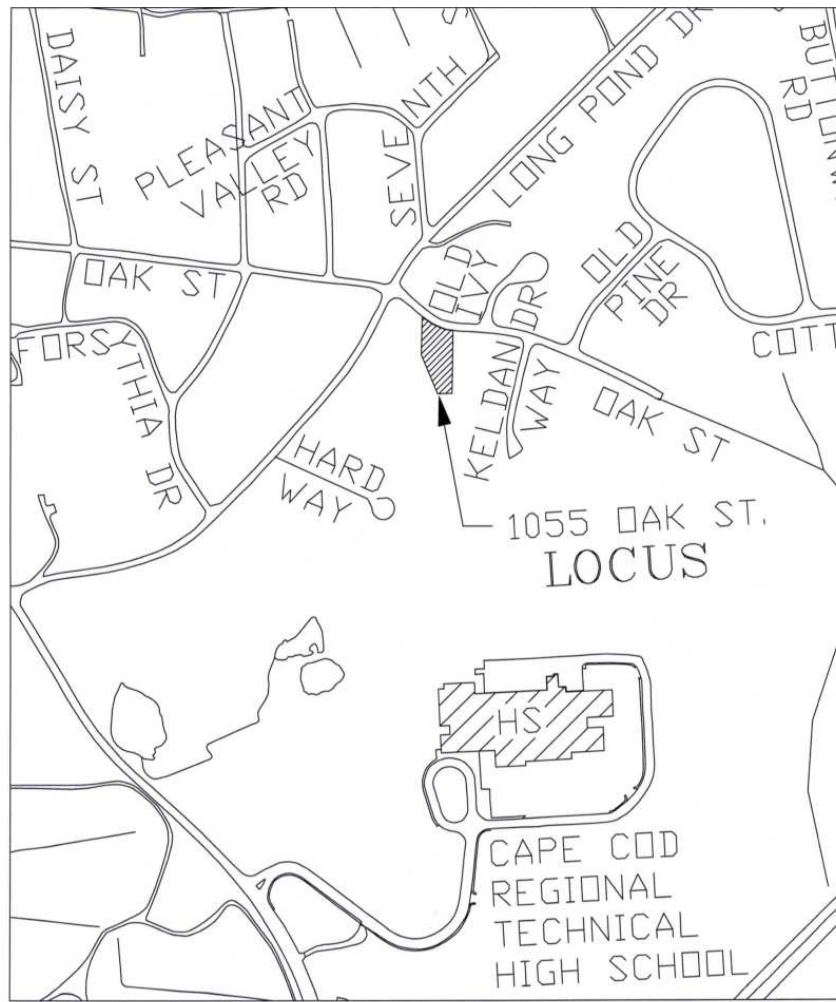 DAISY ST
PLEASANT
VALLEY
RD
SEVE NTH
LONG POND DR
RD
OAK ST
OLD
IVY
OLD
PINE
DR
FORSYTHIA DR
KELDAN DR
WAY
COTT
OAK ST
HARD
WAY
1055 OAK ST.
LOCUS
HS
CAPE COD
REGIONAL
TECHNICAL
HIGH SCHOOL